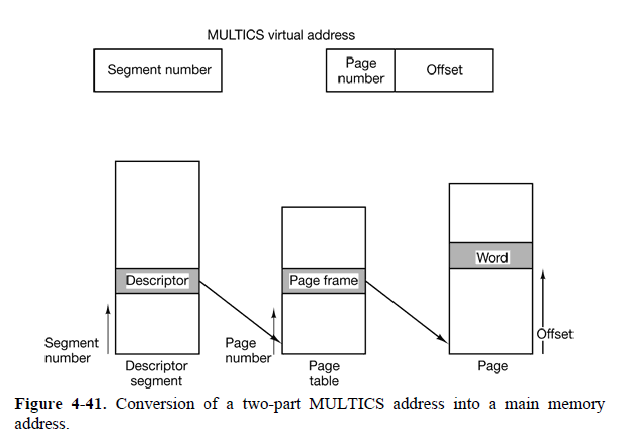 MULTICS virtual address
Segment number
Page
number
Offset
Descriptor
Page frame
Word
Segment
number
Page
number
Offset
Descriptor
segment
Page
table
Page
Figure 4-41. Conversion of a two-part MULTICS address into a main memory
address.